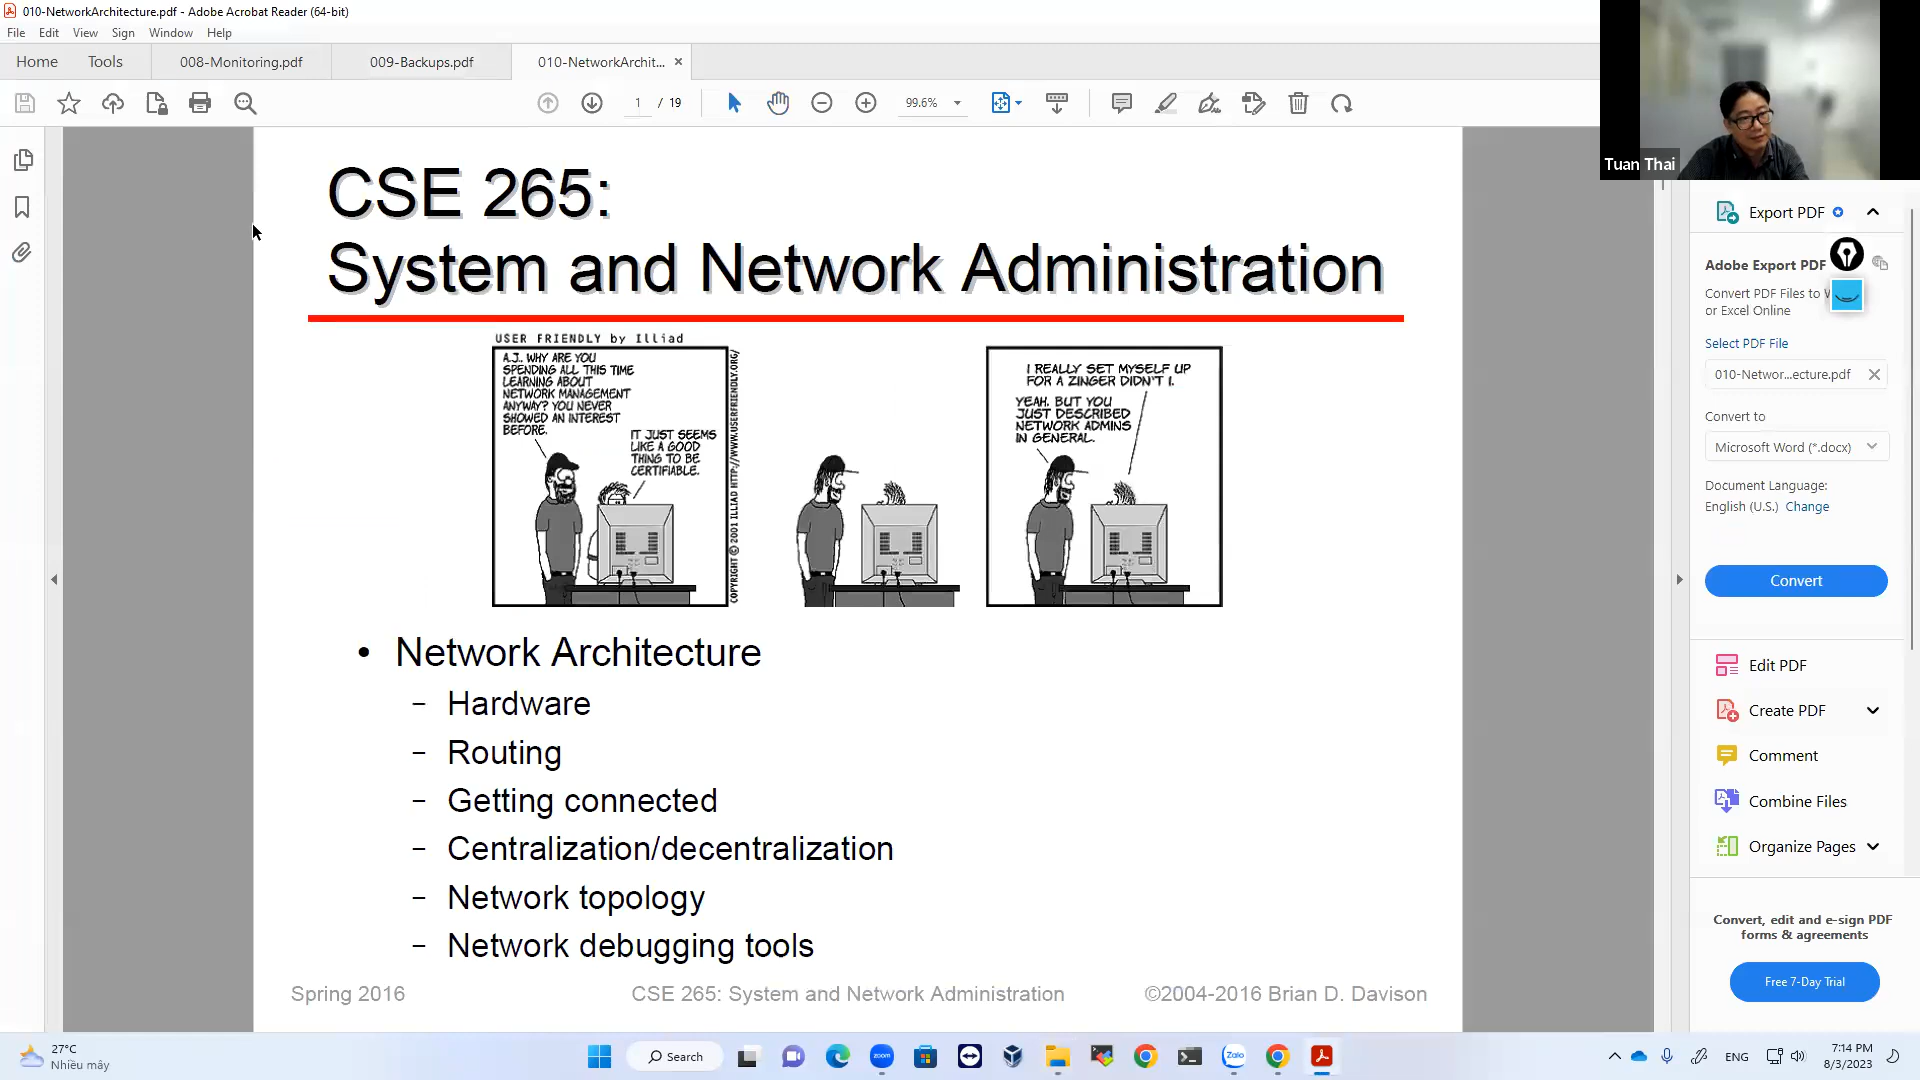 010-NetworkArchitecture.pdf - Adobe Acrobat Reader (64-bit)
File Edit View Sign Window Help
Home Tools 008-Monitoring.pdf 009-Backups.pdf 010-NetworkArchit... ×
1 / 19 99.6%
Tuan Thai
CSE 265:
System and Network Administration
USER FRIENDLY by Illiad
A.J., WHY ARE YOU
SPENDING ALL THIS TIME
LEARNING ABOUT
NETWORK MANAGEMENT
ANYWAY? YOU NEVER
SHOWED AN INTEREST
BEFORE.
IT JUST SEEMS
LIKE A GOOD
THING TO BE
CERTIFIABLE.
COPYRIGHT © 2001 ILLIAD HTTP://WWW.USERFRIENDLY.ORG/
I REALLY SET MYSELF UP
FOR A ZINGER DIDN'T I.
YEAH. BUT YOU
JUST DESCRIBED
NETWORK ADMINS
IN GENERAL.
• Network Architecture
– Hardware
– Routing
– Getting connected
– Centralization/decentralization
– Network topology
– Network debugging tools
Spring 2016 CSE 265: System and Network Administration ©2004-2016 Brian D. Davison
Export PDF
Adobe Export PDF
Convert PDF Files to
or Excel Online
Select PDF File
010-Networ...ecture.pdf
Convert to
Microsoft Word (*.docx)
Document Language:
English (U.S.) Change
Convert
Edit PDF
Create PDF
Comment
Combine Files
Organize Pages
Convert, edit and e-sign PDF
forms & agreements
Free 7-Day Trial
27°C
Nhiều mây
Search
zoom
Zalo
ENG
7:14 PM
8/3/2023